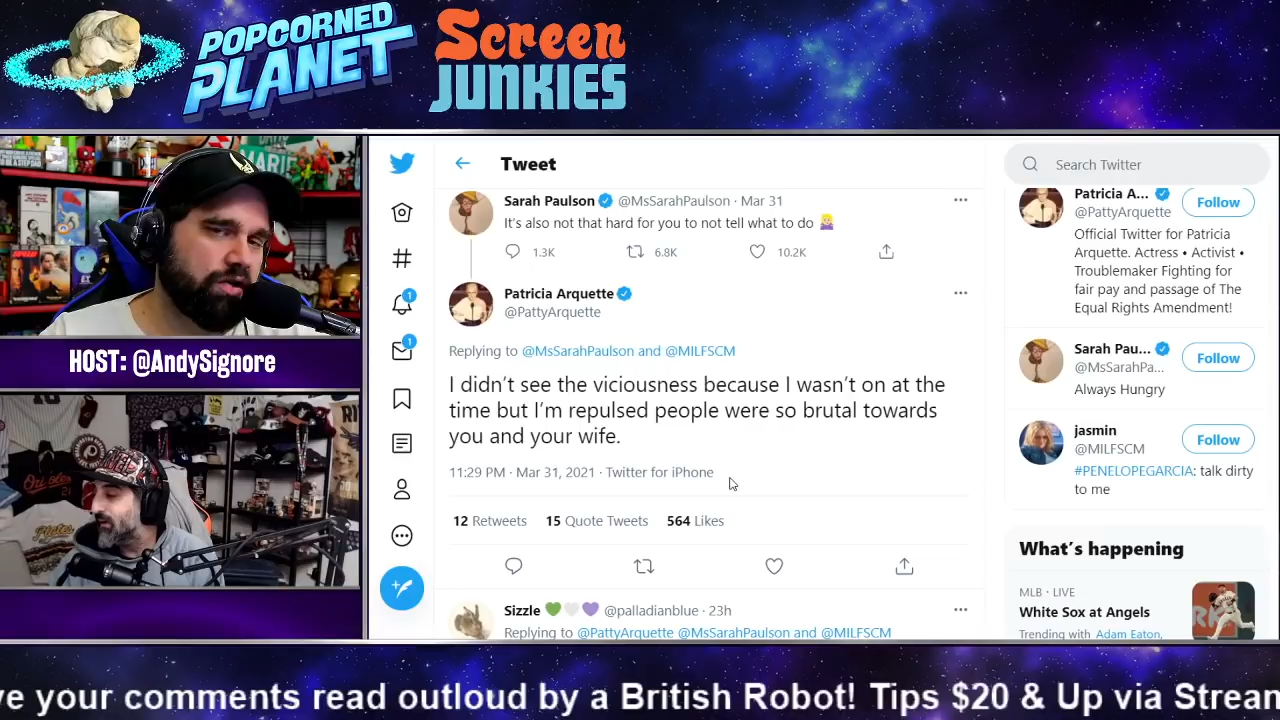 POPCORNED
PLANET
Screen
JUNKIES
MARIE
HOST: @AndySignore
Orioles
Tweet
Sarah Paulson @MsSarahPaulson · Mar 31
It's also not that hard for you to not tell what to do
1.3K 6.8K 10.2K
Patricia Arquette
@PattyArquette
Replying to @MsSarahPaulson and @MILFSCM
I didn't see the viciousness because I wasn't on at the
time but I'm repulsed people were so brutal towards
you and your wife.
11:29 PM · Mar 31, 2021 · Twitter for iPhone
12 Retweets 15 Quote Tweets 564 Likes
Sizzle @palladianblue · 23h
Replying to @PattyArquette @MsSarahPaulson and @MILFSCM
1
1
Search Twitter
Patricia A...
@PattyArquette
Follow
Official Twitter for Patricia
Arquette. Actress • Activist •
Troublemaker Fighting for
fair pay and passage of The
Equal Rights Amendment!
Sarah Pau...
@MsSarahPa...
Follow
Always Hungry
jasmin
@MILFSCM
Follow
#PENELOPEGARCIA: talk dirty
to me
What's happening
MLB · LIVE
White Sox at Angels
Trending with Adam Eaton,
ve your comments read outloud by a British Robot! Tips $20 & Up via Strean